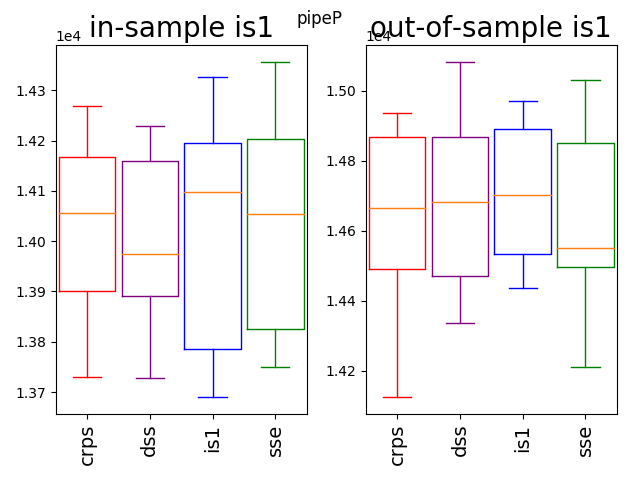 pipeP
in-sample is1
1e4
1.43
1.42
1.41
1.40
1.39
1.38
1.37
crps
dss
is1
sse
out-of-sample is1
1e4
1.50
1.48
1.46
1.44
1.42
crps
dss
is1
sse